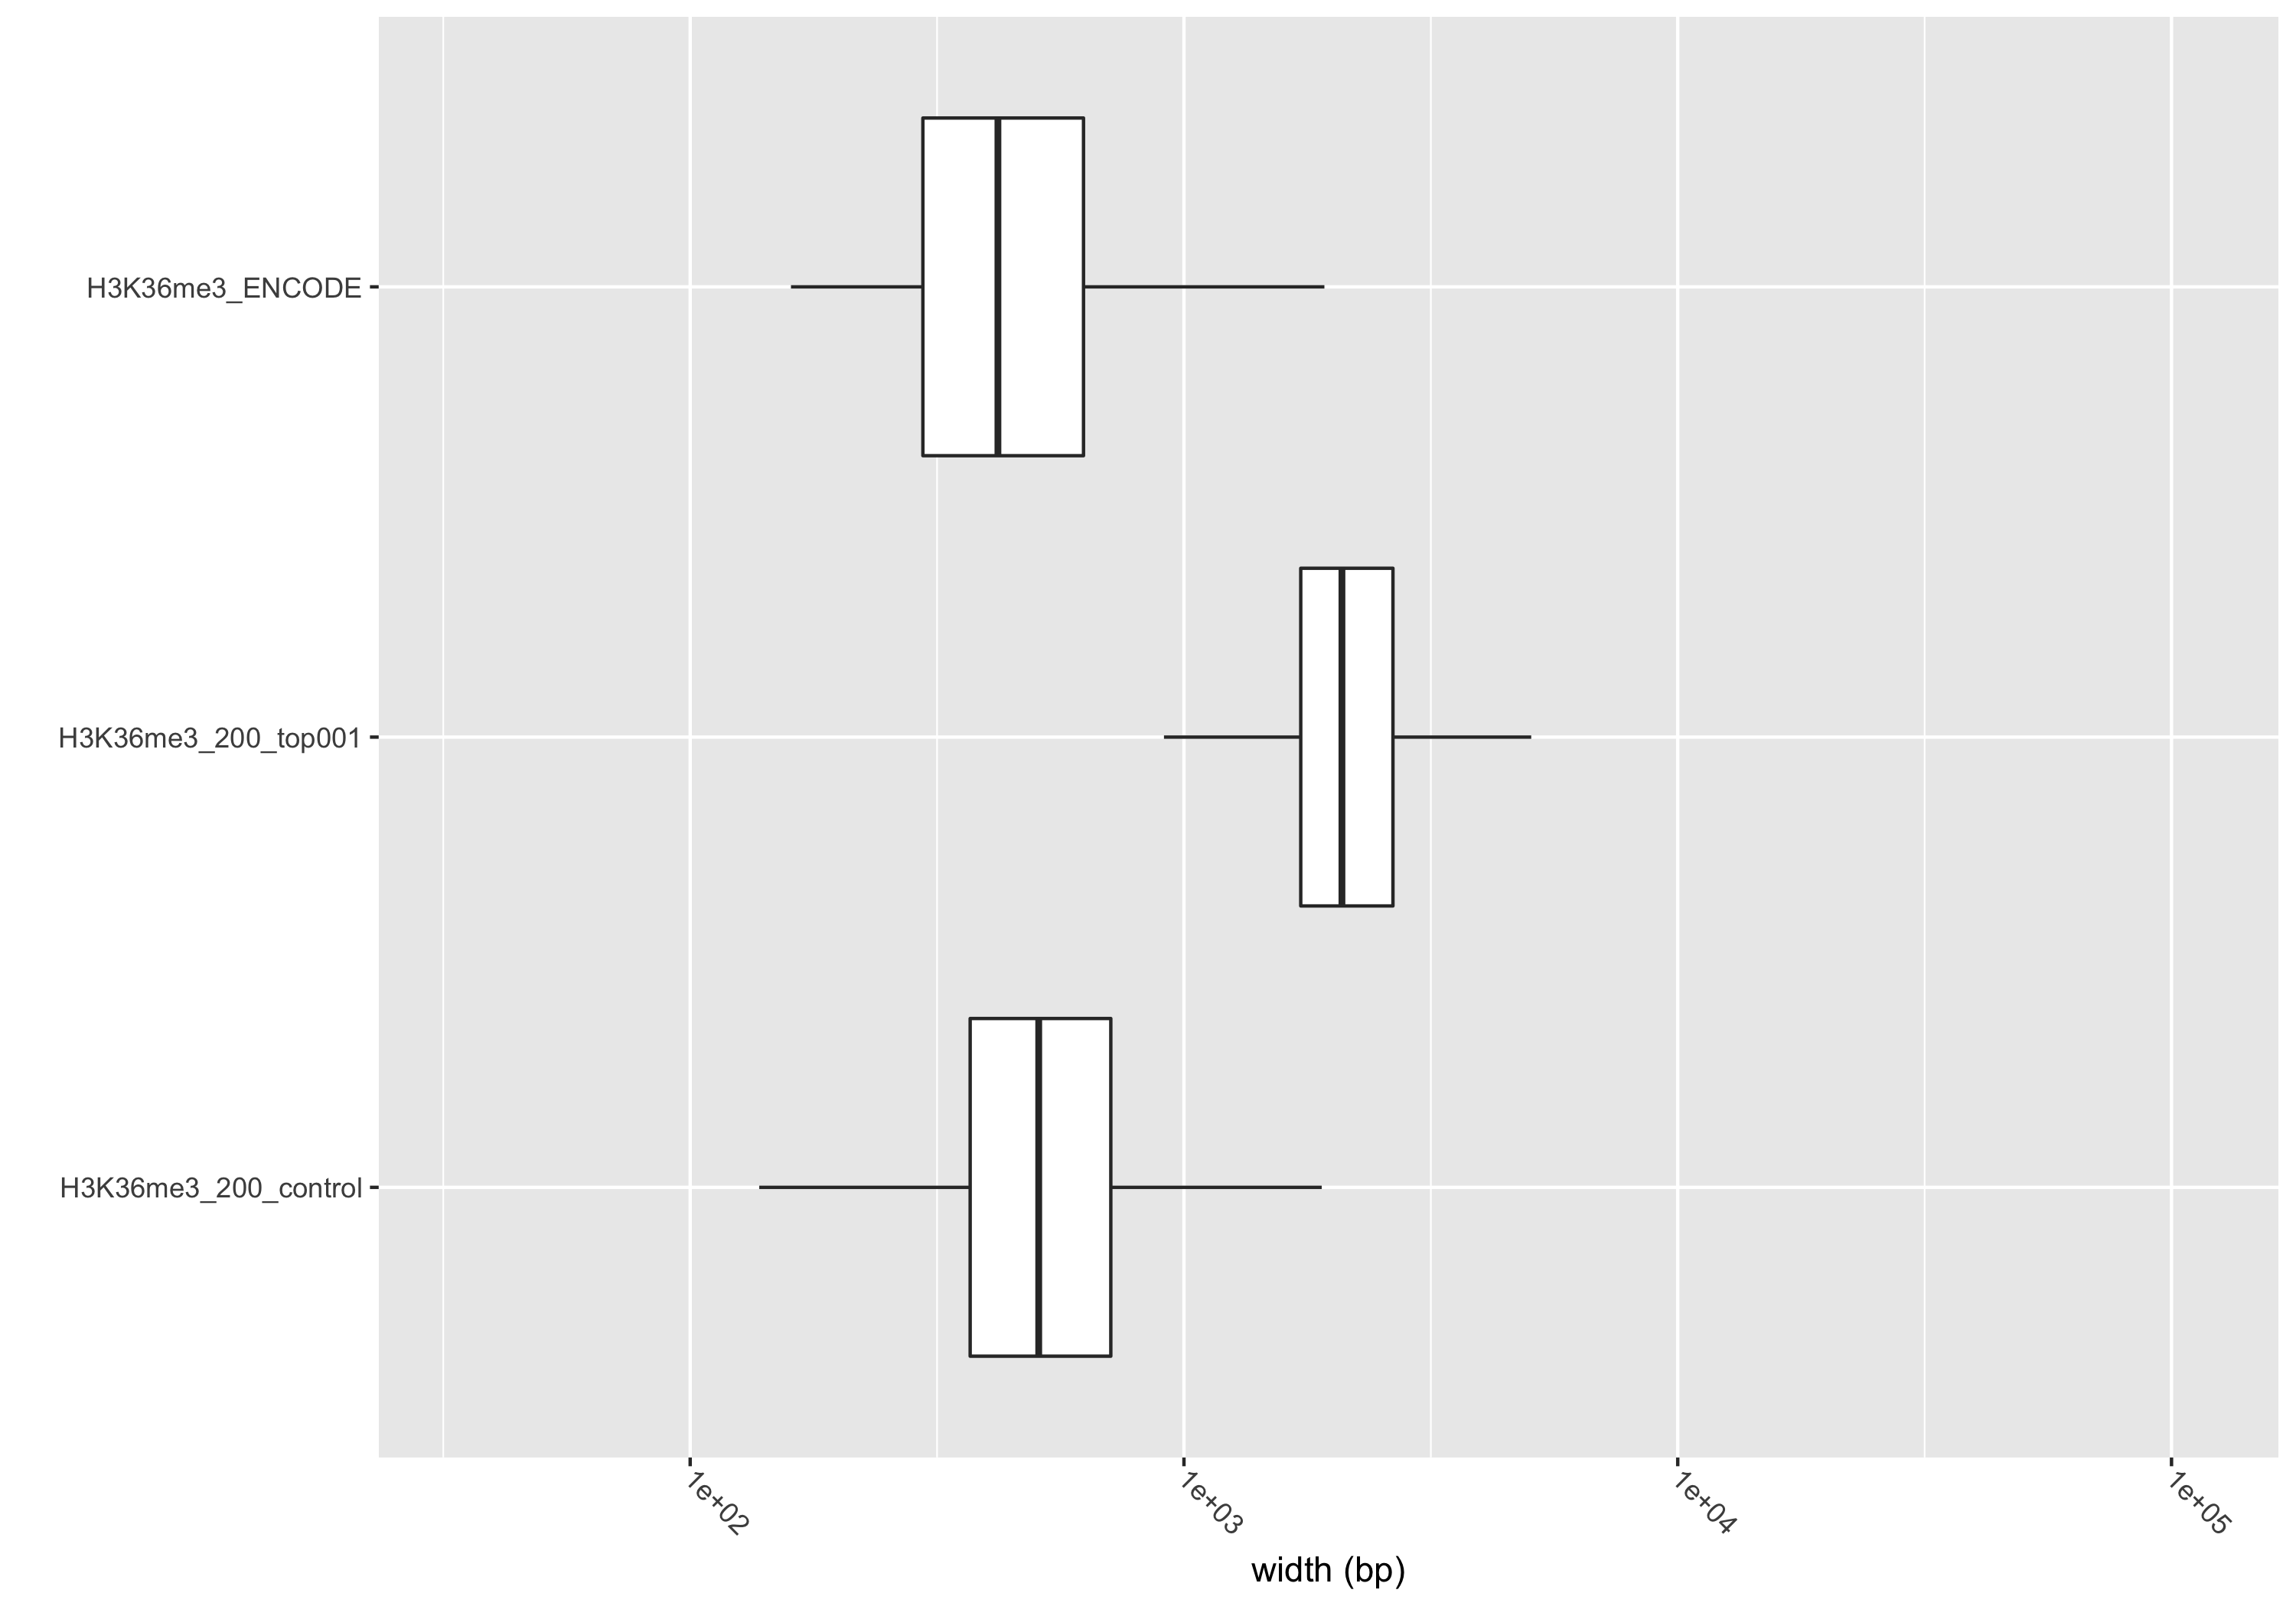 H3K36me3_ENCODE
H3K36me3_200_top001
H3K36me3_200_control
1e+02
1e+03
1e+04
1e+05
width (bp)